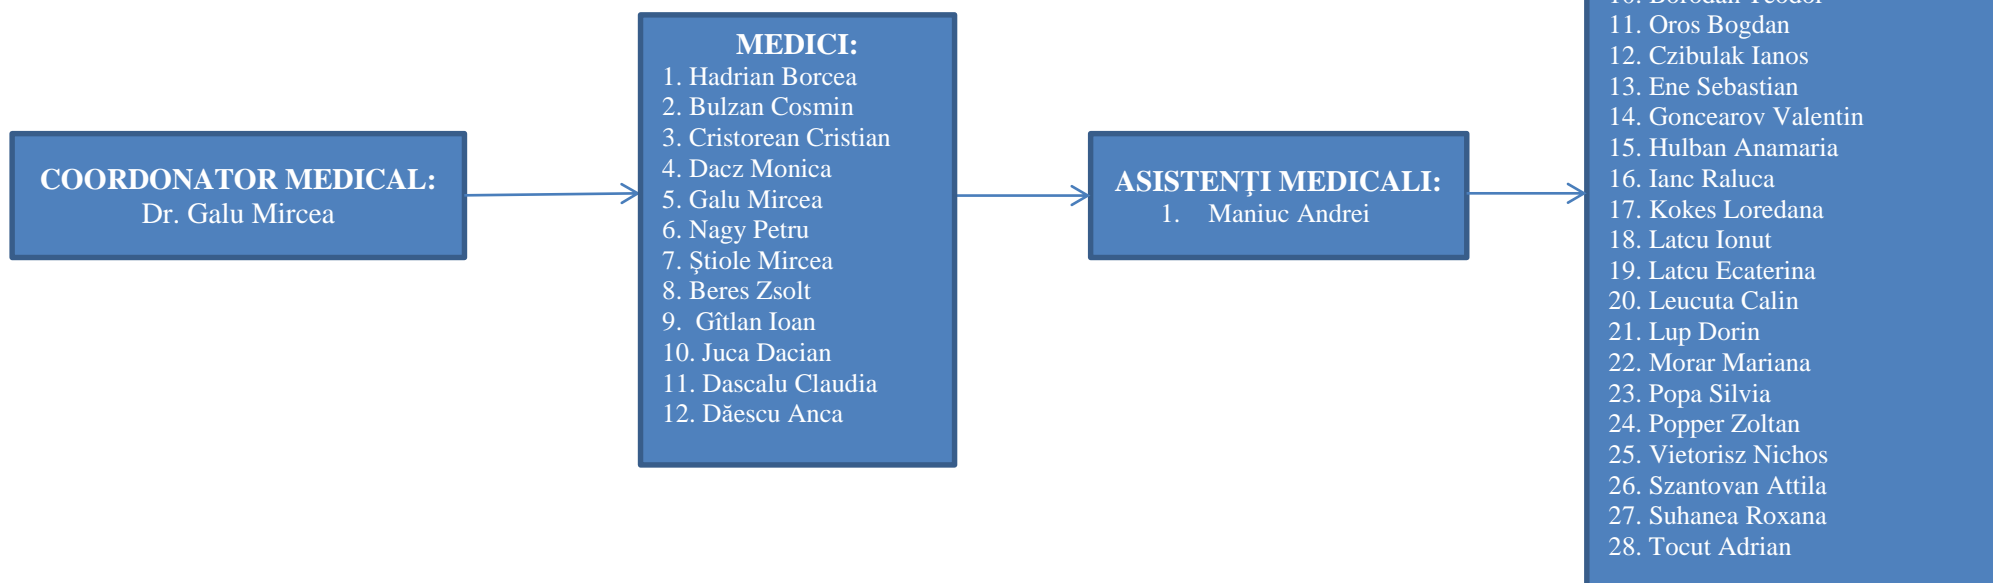 COORDONATOR MEDICAL:
Dr. Galu Mircea
MEDICI:
1. Hadrian Borcea
2. Bulzan Cosmin
3. Cristorean Cristian
4. Dacz Monica
5. Galu Mircea
6. Nagy Petru
7. Ştiole Mircea
8. Beres Zsolt
9.  Gîtlan Ioan
10. Juca Dacian
11. Dascalu Claudia
12. Dăescu Anca
ASISTENŢI MEDICALI:
1. Maniuc Andrei
10. Borodan Teodor
11. Oros Bogdan
12. Czibulak Ianos
13. Ene Sebastian
14. Goncearov Valentin
15. Hulban Anamaria
16. Ianc Raluca
17. Kokes Loredana
18. Latcu Ionut
19. Latcu Ecaterina
20. Leucuta Calin
21. Lup Dorin
22. Morar Mariana
23. Popa Silvia
24. Popper Zoltan
25. Vietorisz Nichos
26. Szantovan Attila
27. Suhanea Roxana
28. Tocut Adrian